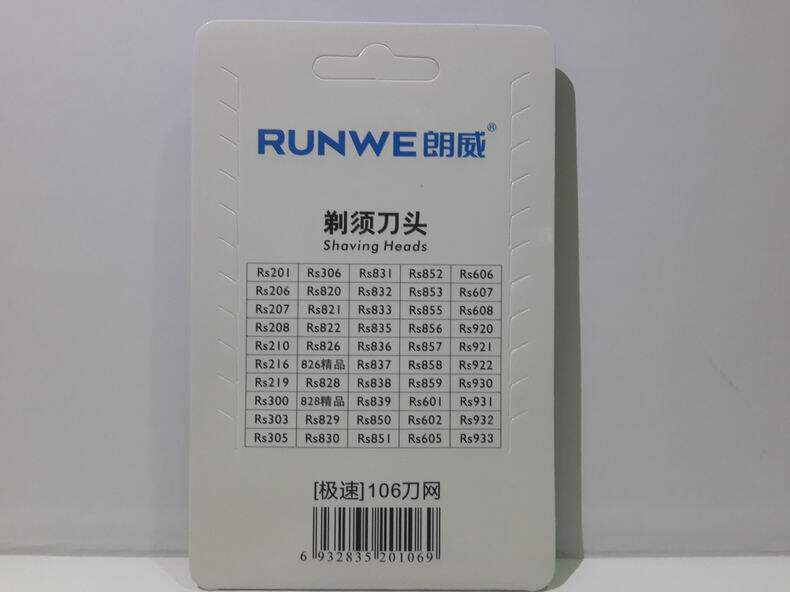 RUNWE朗威®
剃须刀头
Shaving Heads
Rs201 Rs306 Rs831 Rs852 Rs606
Rs206 Rs820 Rs832 Rs853 Rs607
Rs207 Rs821 Rs833 Rs855 Rs608
Rs208 Rs822 Rs835 Rs856 Rs920
Rs210 Rs826 Rs836 Rs857 Rs921
Rs216 826精品 Rs837 Rs858 Rs922
Rs219 Rs828 Rs838 Rs859 Rs930
Rs300 828精品 Rs839 Rs601 Rs931
Rs303 Rs829 Rs850 Rs602 Rs932
Rs305 Rs830 Rs851 Rs605 Rs933
[极速]106刀网
6 932835 201069